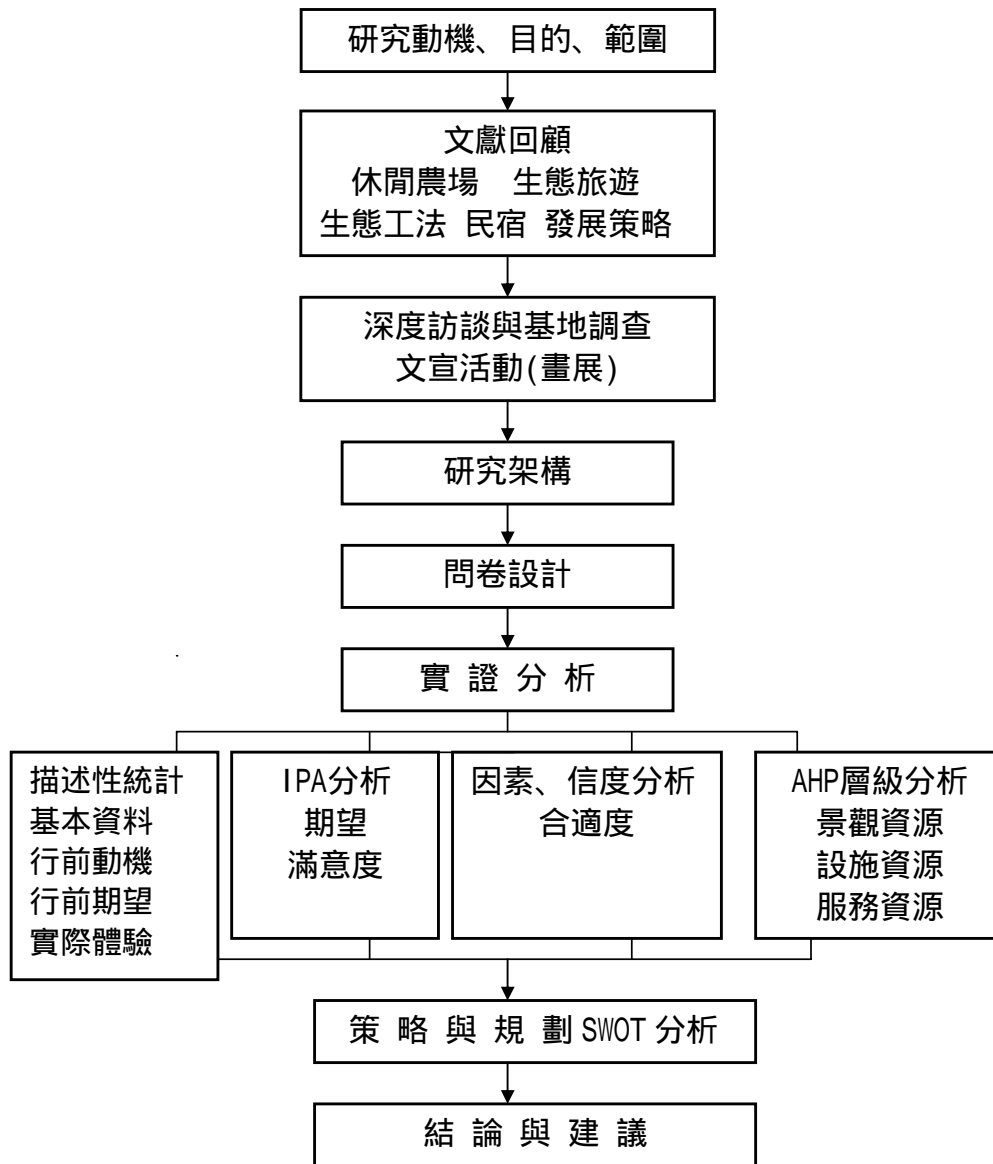 研究動機、目的、範圍
文獻回顧
休閒農場 生態旅遊
生態工法 民宿 發展策略
深度訪談與基地調查
文宣活動(畫展)
研究架構
問卷設計
實 證 分 析
描述性統計
基本資料
行前動機
行前期望
實際體驗
IPA分析
期望
滿意度
因素、信度分析
合適度
AHP層級分析
景觀資源
設施資源
服務資源
策 略 與 規 劃 SWOT 分析
結 論 與 建 議